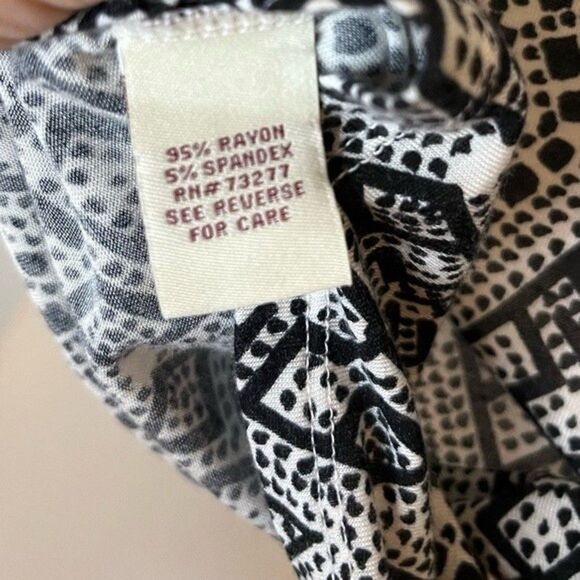 95% RAYON
5% SPANDEX
RN# 73277
SEE REVERSE
FOR CARE